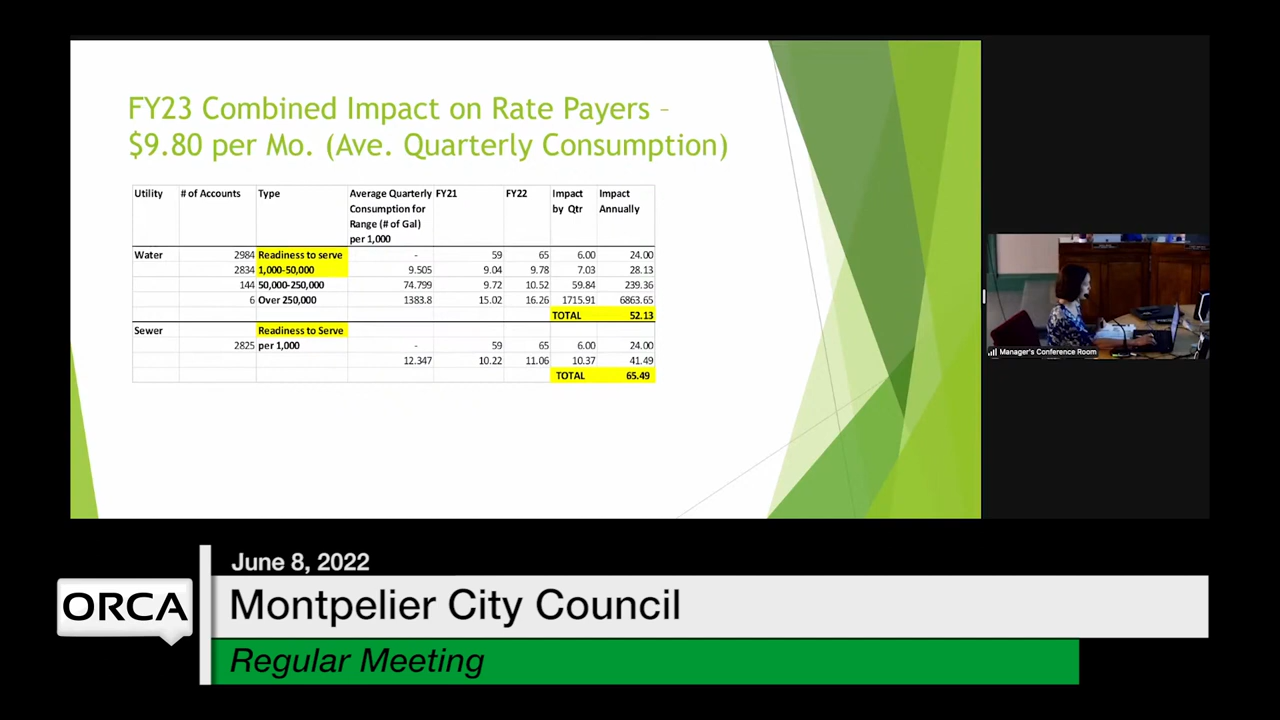 FY23 Combined Impact on Rate Payers –
$9.80 per Mo. (Ave. Quarterly Consumption)
Utility # of Accounts Type Average Quarterly Consumption for Range (# of Gal) per 1,000 FY21 FY22 Impact by Qtr Impact Annually
Water 2984 Readiness to serve - 59 65 6.00 24.00
2834 1,000-50,000 9.505 9.04 9.78 7.03 28.13
144 50,000-250,000 74.799 9.72 10.52 59.84 239.36
6 Over 250,000 1383.8 15.02 16.26 1715.91 6863.65
TOTAL 52.13
Sewer Readiness to Serve
2825 per 1,000 - 59 65 6.00 24.00
12.347 10.22 11.06 10.37 41.49
TOTAL 65.49
Manager's Conference Room
June 8, 2022
ORCA
Montpelier City Council
Regular Meeting